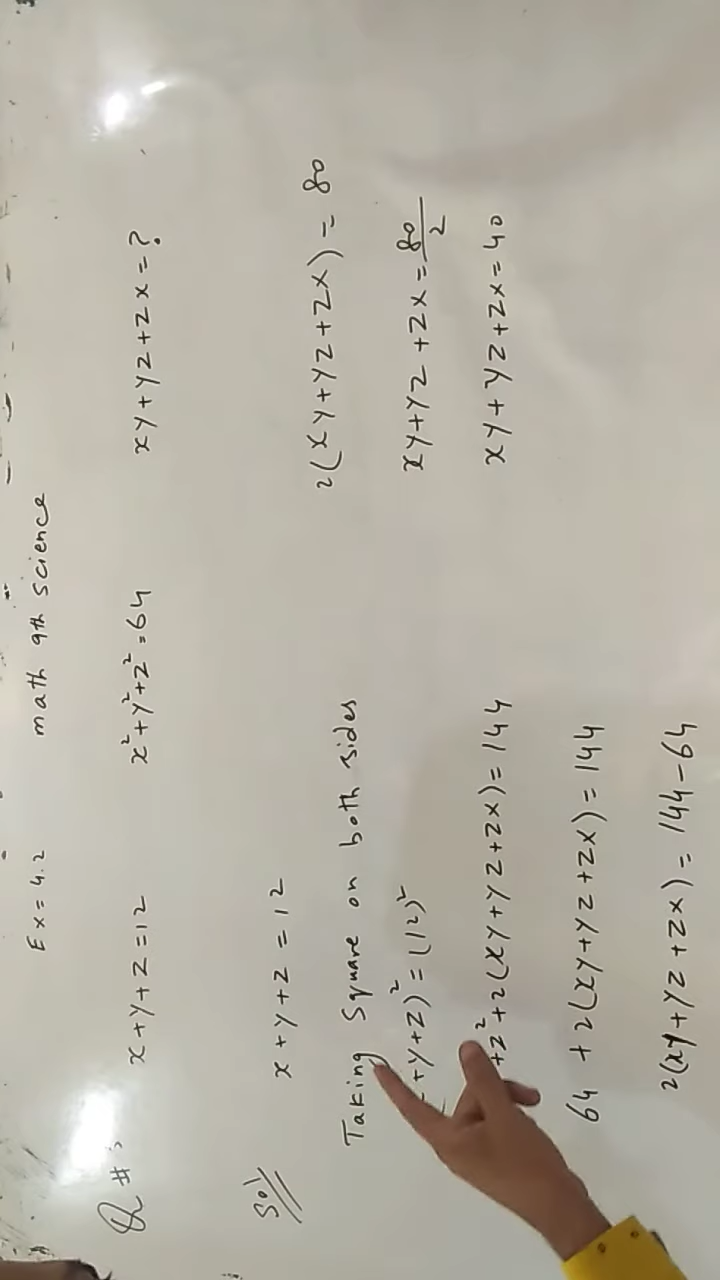 Ex = 4.2 math 9th science
Q #
x+y+z=12 x²+y²+z²=64 xy+yz+zx=?
Sol
x+y+z=12
Taking Square on both sides
+y+z)²=(12)²
+z²+2(xy+yz+zx)=144
64 +2(xy+yz+zx)=144
2(xy+yz+zx)=144-64
2(xy+yz+zx)=80
xy+yz+zx=80/2
xy+yz+zx=40